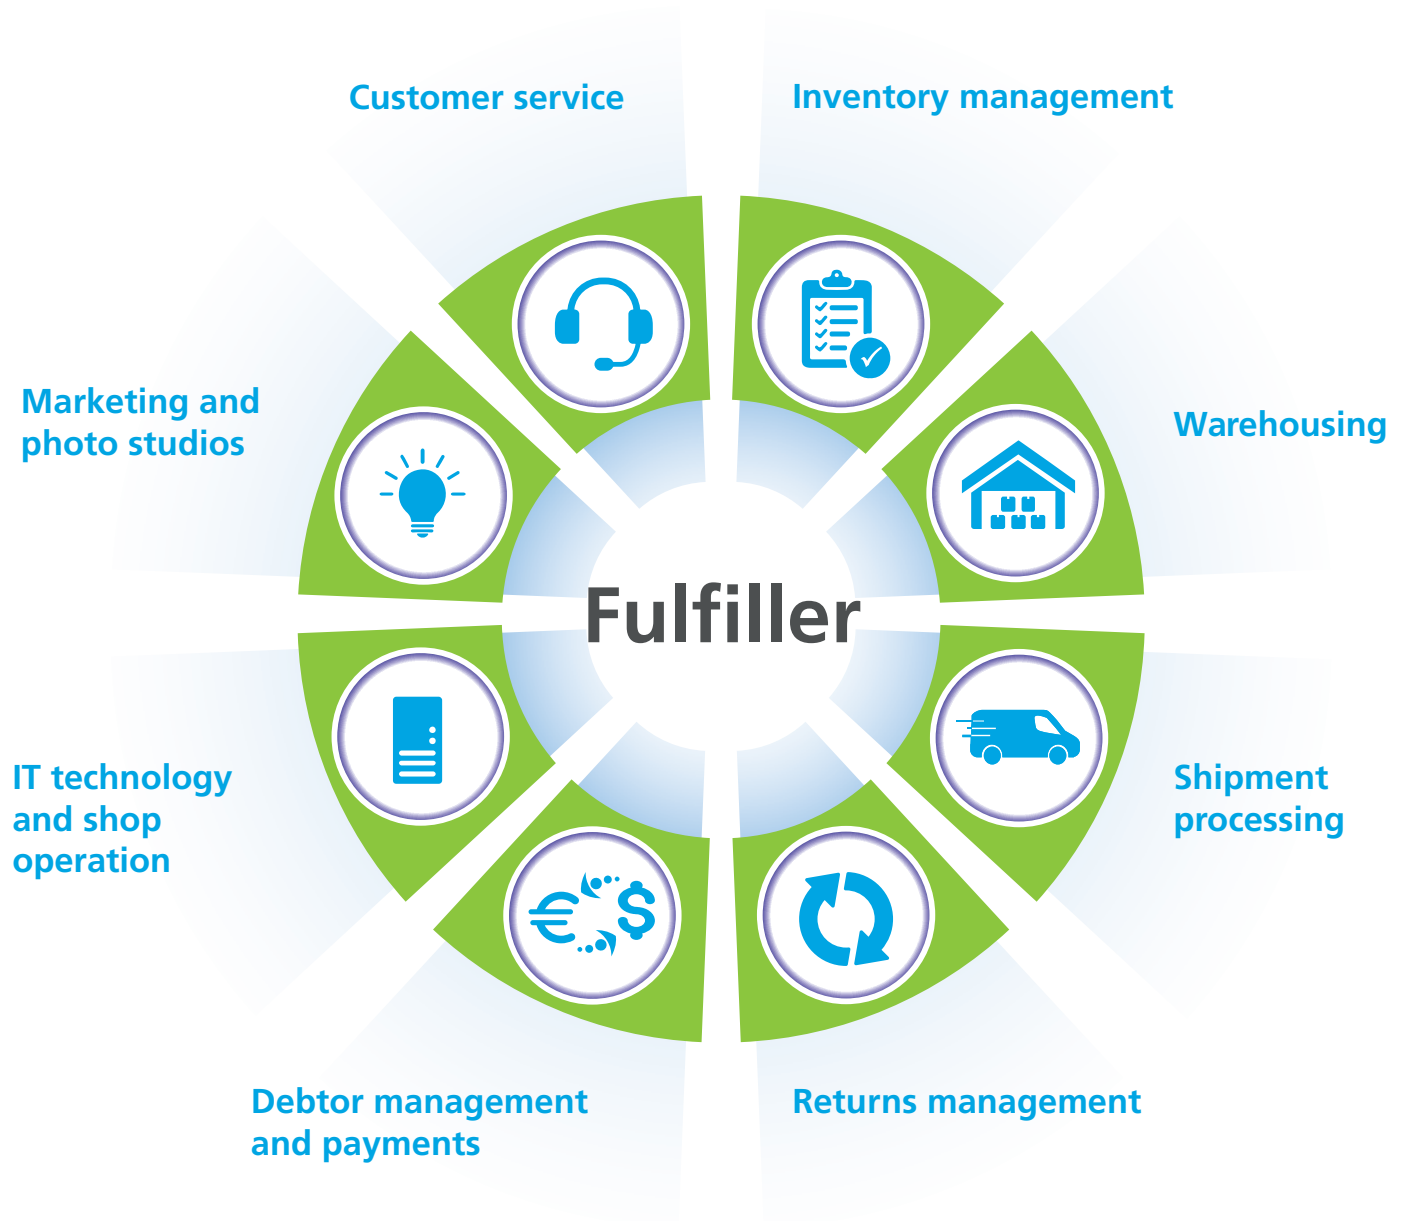 Customer service
Inventory management
Marketing and
photo studios
Warehousing
Fulfiller
IT technology
and shop
operation
Shipment
processing
Debtor management
and payments
Returns management